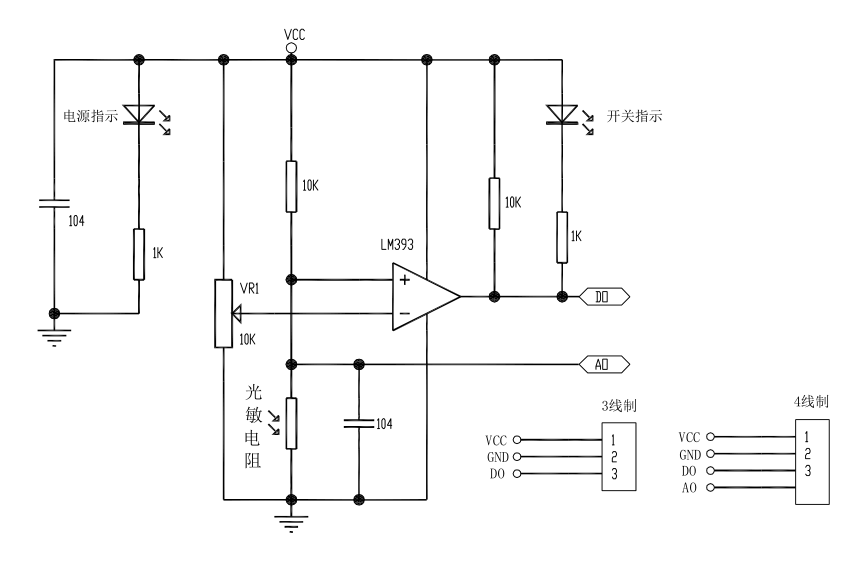 VCC
电源指示
开关指示
10K
10K
104
1K
1K
LM393
+
VR1
DO
−
10K
AO
光敏电阻
104
3线制
VCC 1
GND 2
DO 3
4线制
VCC 1
GND 2
DO 3
AO